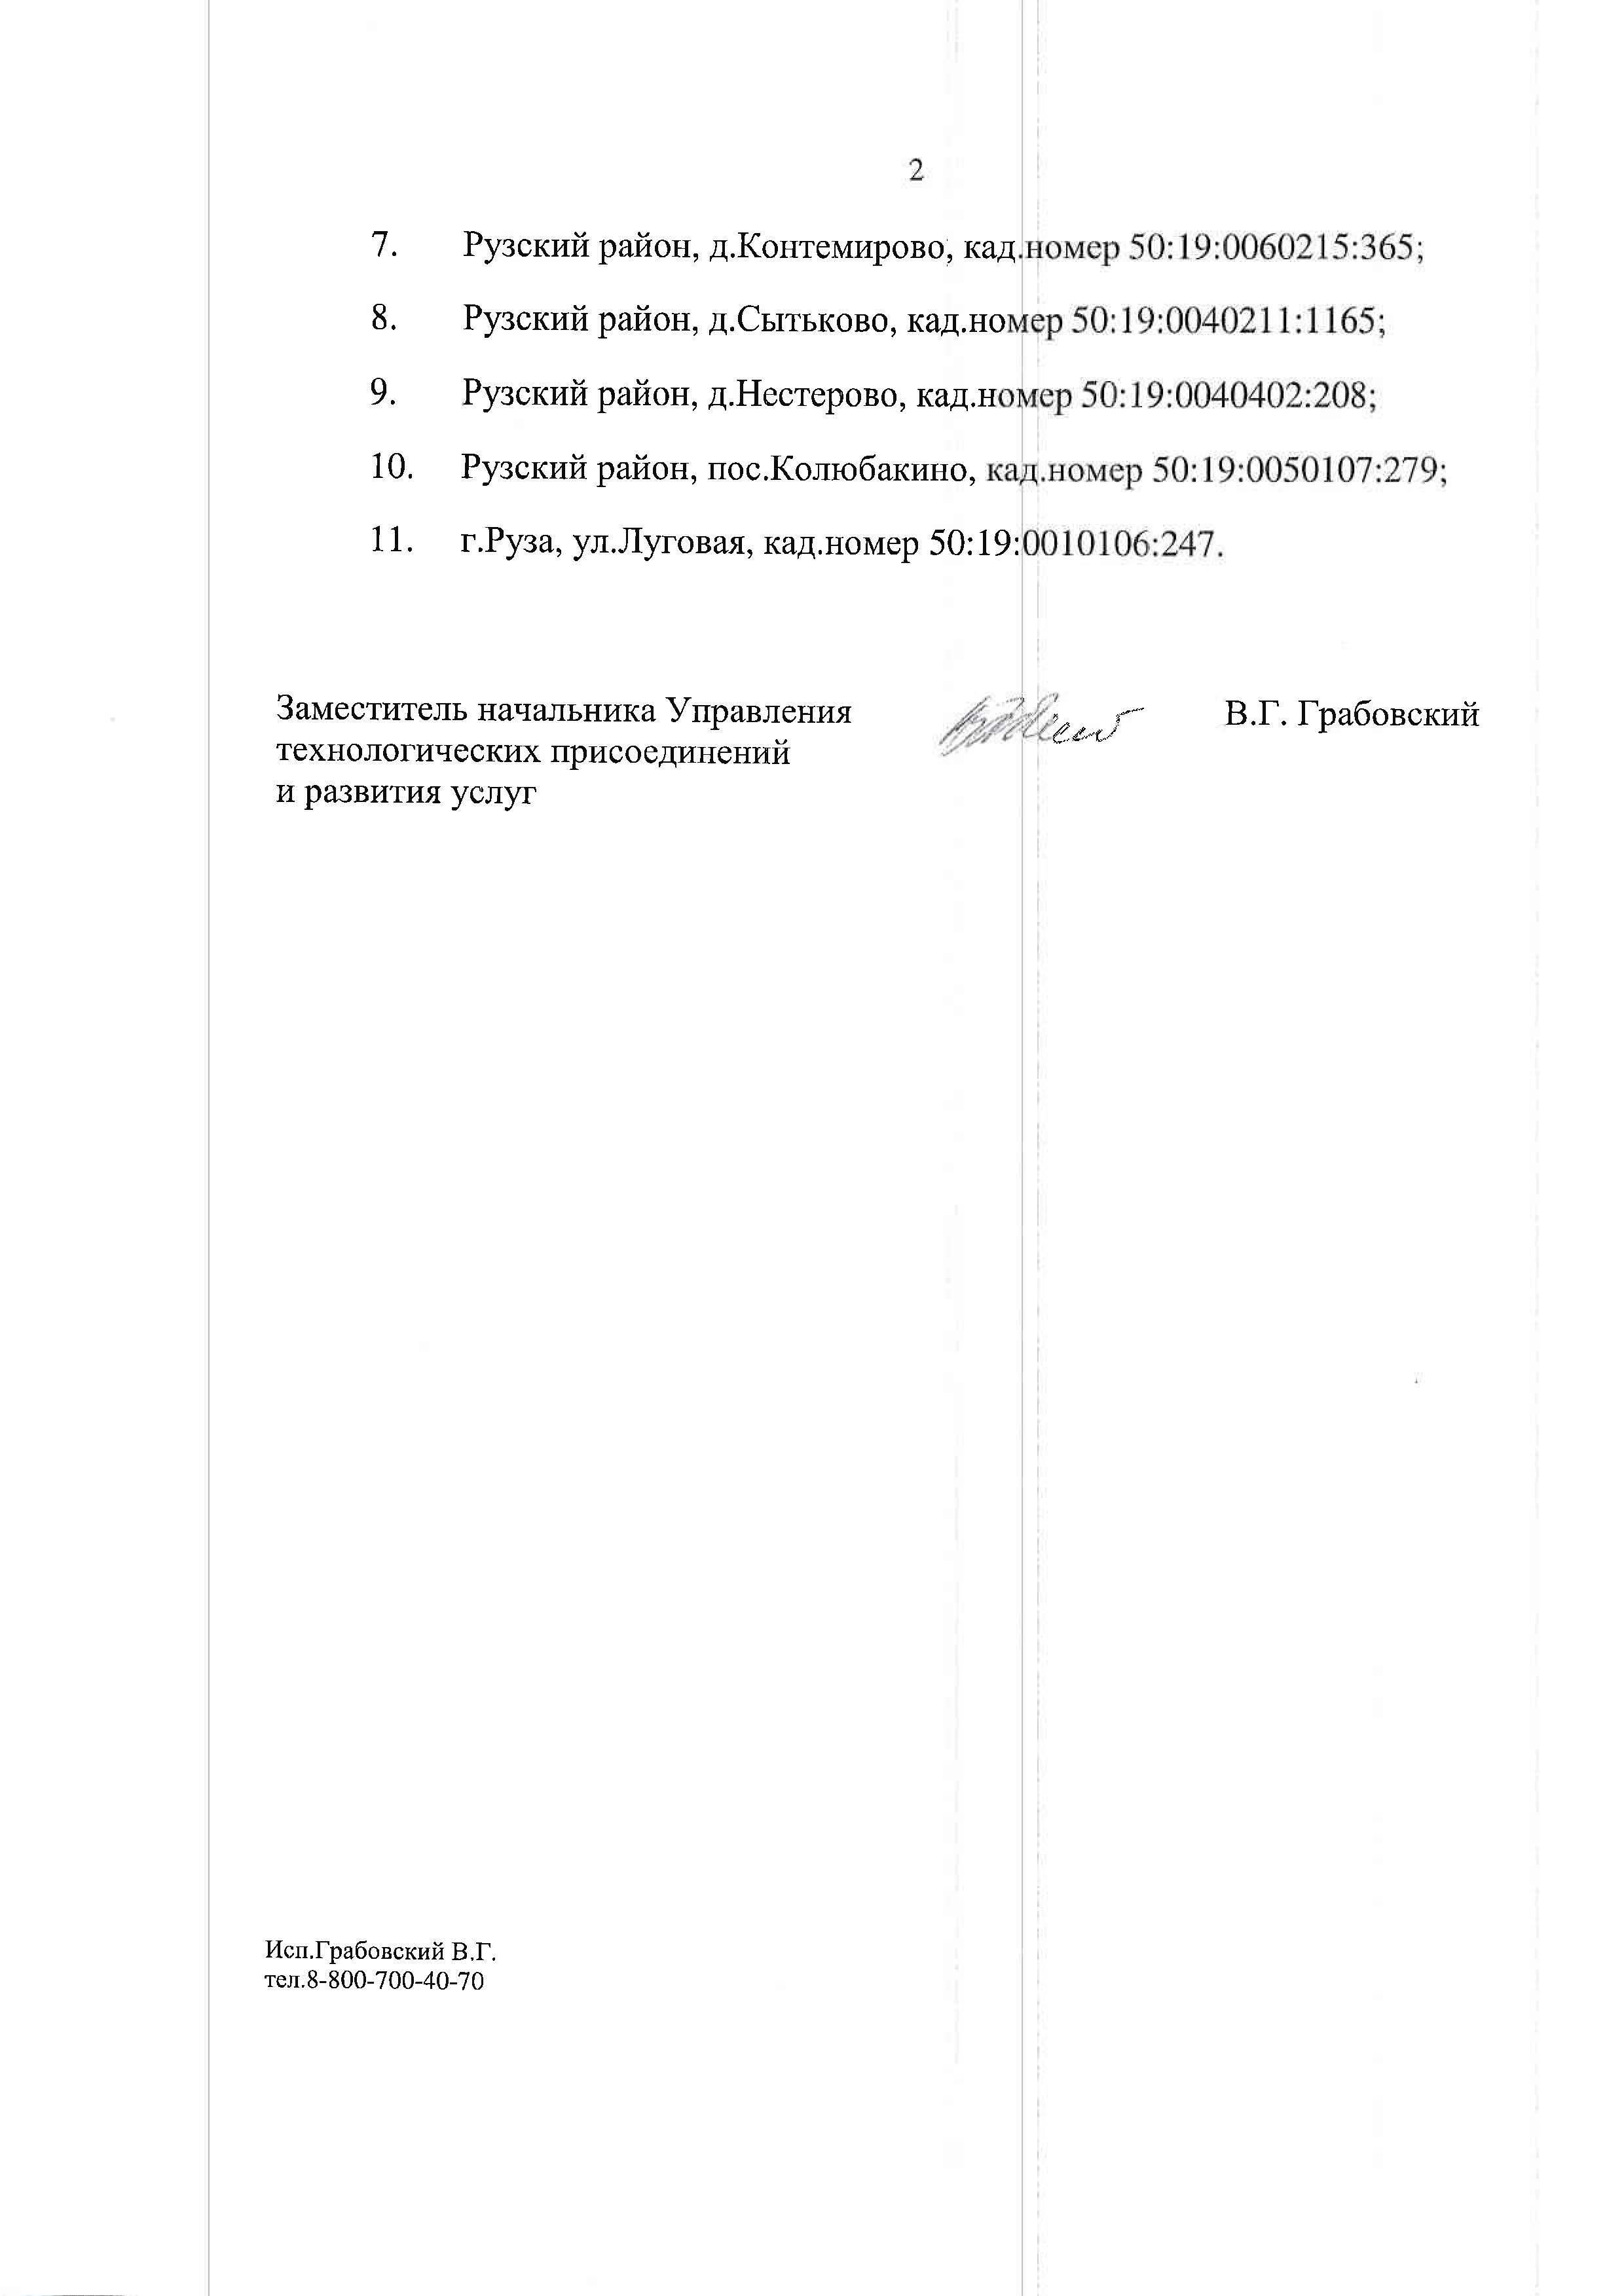 2
7. Рузский район, д.Контемирово, кад.номер 50:19:0060215:365;
8. Рузский район, д.Сытьково, кад.номер 50:19:0040211:1165;
9. Рузский район, д.Нестерово, кад.номер 50:19:0040402:208;
10. Рузский район, пос.Колюбакино, кад.номер 50:19:0050107:279;
11. г.Руза, ул.Луговая, кад.номер 50:19:0010106:247.
Заместитель начальника Управления В.Г. Грабовский
технологических присоединений
и развития услуг
Исп.Грабовский В.Г.
тел.8-800-700-40-70